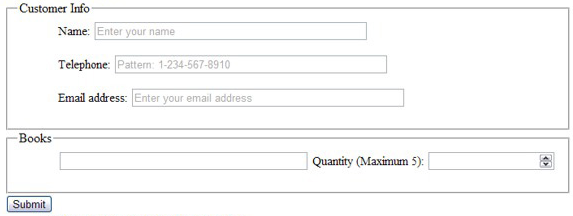 Customer Info
Name: Enter your name
Telephone: Pattern: 1-234-567-8910
Email address: Enter your email address
Books
Quantity (Maximum 5):
Submit